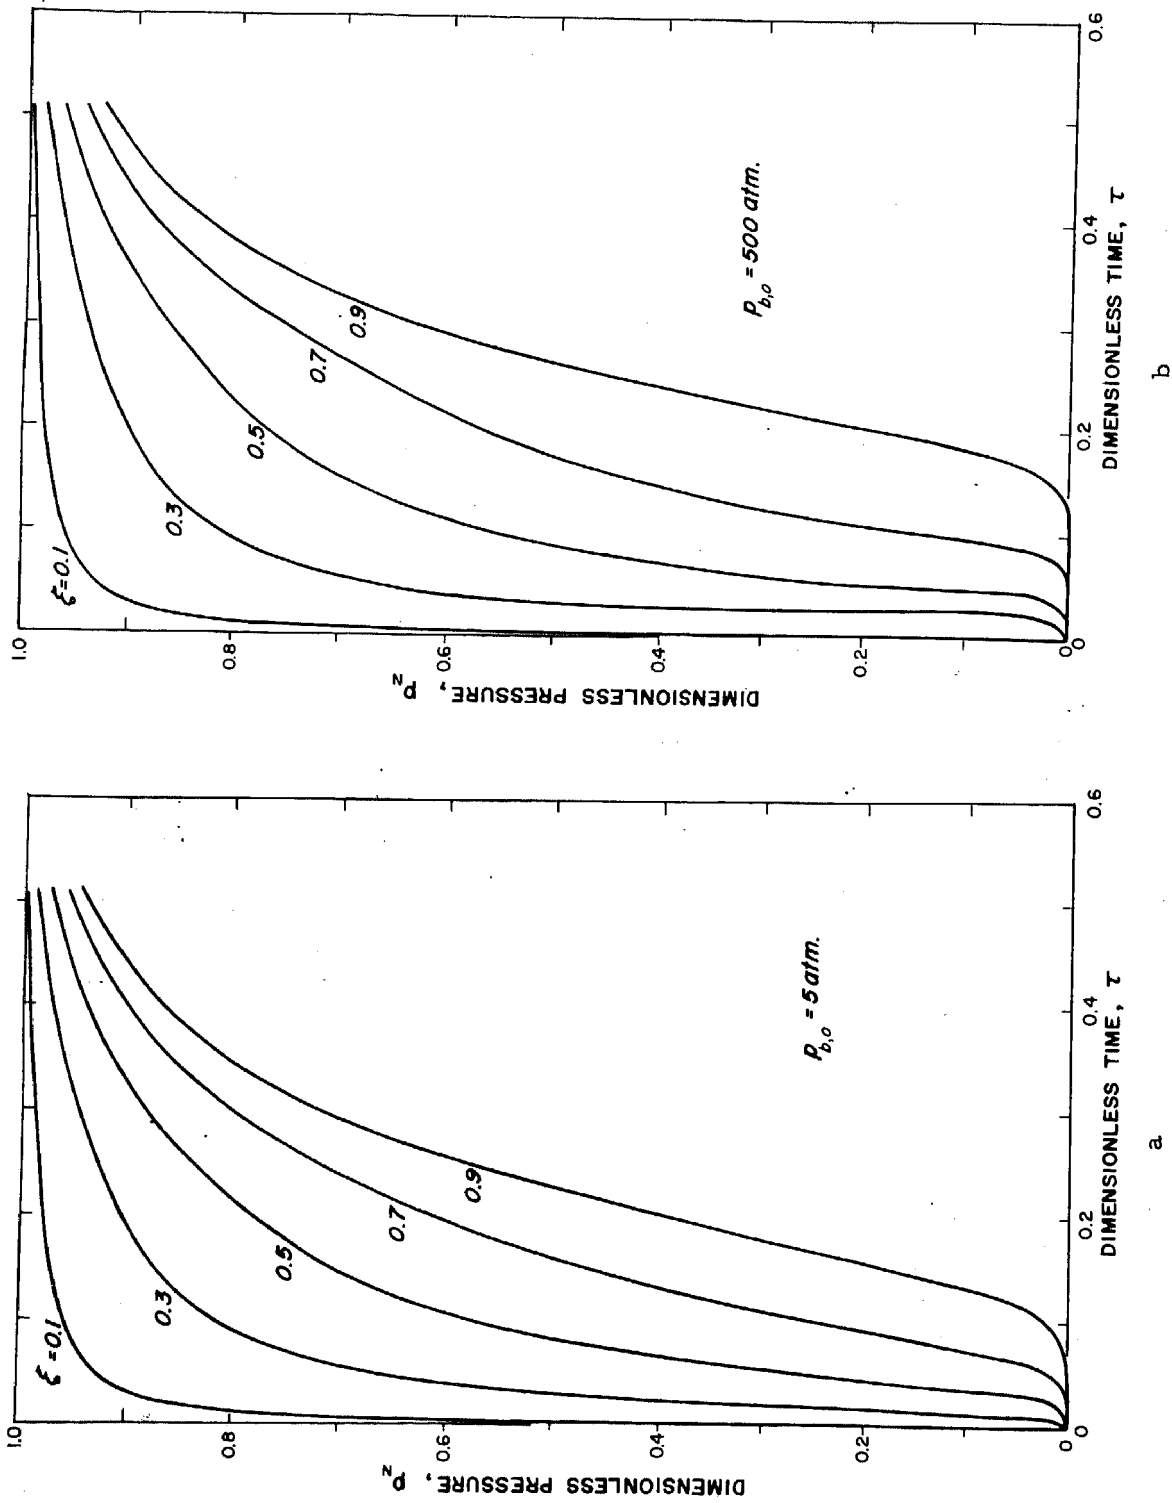 1.0
0.8
0.6
0.4
0.2
0
DIMENSIONLESS PRESSURE, p_N
ξ=0.1
0.3
0.5
0.7
0.9
p_b,o = 5 atm.
0
0.2
0.4
0.6
DIMENSIONLESS TIME, τ
a
1.0
0.8
0.6
0.4
0.2
0
DIMENSIONLESS PRESSURE, p_N
ξ=0.1
0.3
0.5
0.7
0.9
p_b,o = 500 atm.
0
0.2
0.4
0.6
DIMENSIONLESS TIME, τ
b